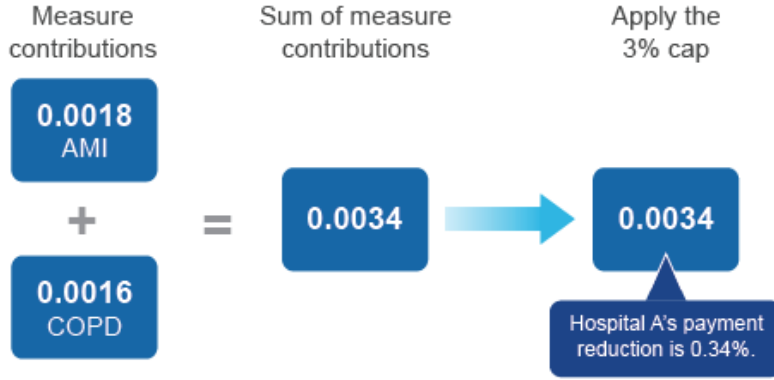 Measure
contributions
Sum of measure
contributions
Apply the
3% cap
0.0018
AMI
+
0.0016
COPD
=
0.0034
0.0034
Hospital A's payment
reduction is 0.34%.